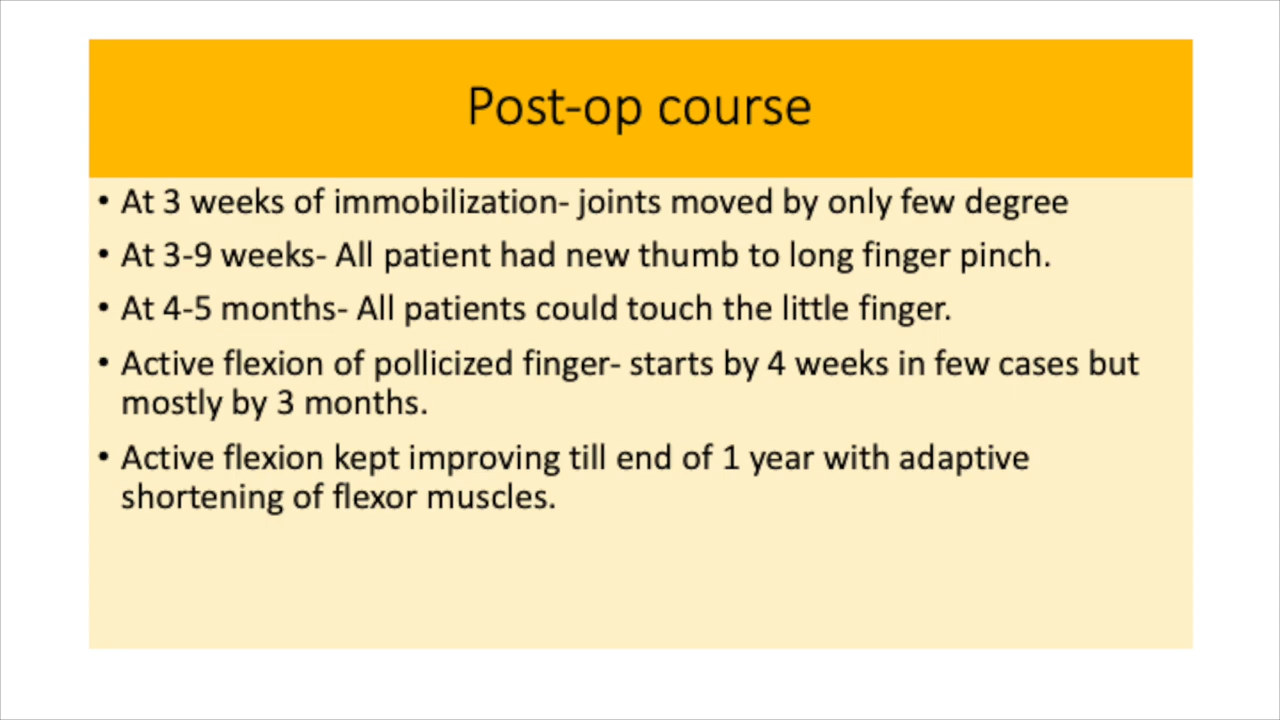 Post-op course
• At 3 weeks of immobilization- joints moved by only few degree
• At 3-9 weeks- All patient had new thumb to long finger pinch.
• At 4-5 months- All patients could touch the little finger.
• Active flexion of pollicized finger- starts by 4 weeks in few cases but
mostly by 3 months.
• Active flexion kept improving till end of 1 year with adaptive
shortening of flexor muscles.